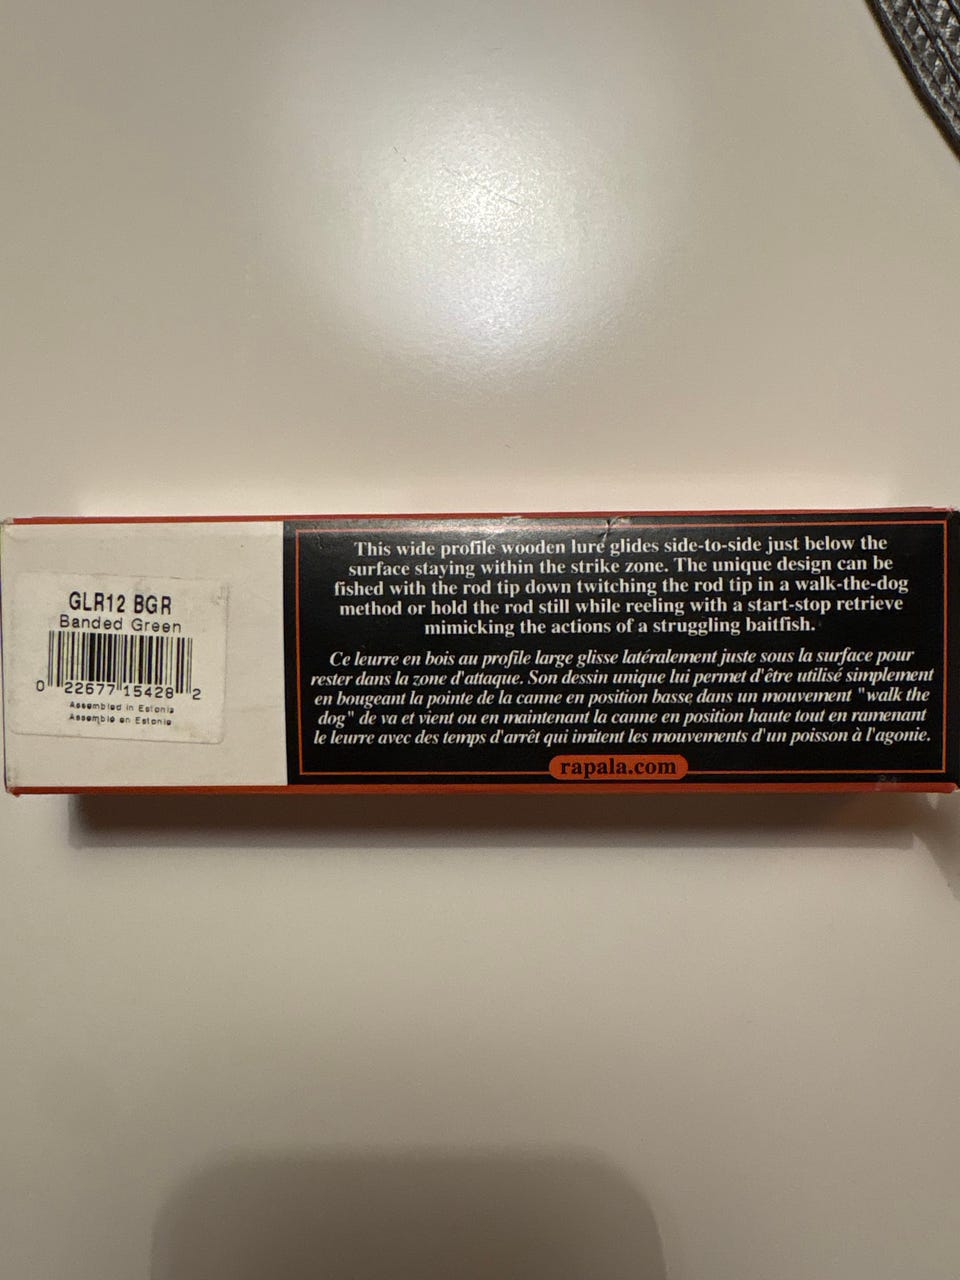 GLR12 BGR
Banded Green
0 22677 15428 2
Assembled in Estonia
Assemblé en Estonie
This wide profile wooden lure glides side-to-side just below the
surface staying within the strike zone. The unique design can be
fished with the rod tip down twitching the rod tip in a walk-the-dog
method or hold the rod still while reeling with a start-stop retrieve
mimicking the actions of a struggling baitfish.
Ce leurre en bois au profile large glisse latéralement juste sous la surface pour
rester dans la zone d'attaque. Son dessin unique lui permet d'être utilisé simplement
en bougeant la pointe de la canne en position basse dans un mouvement "walk the
dog" de va et vient ou en maintenant la canne en position haute tout en ramenant
le leurre avec des temps d'arrêt qui imitent les mouvements d'un poisson à l'agonie.
rapala.com